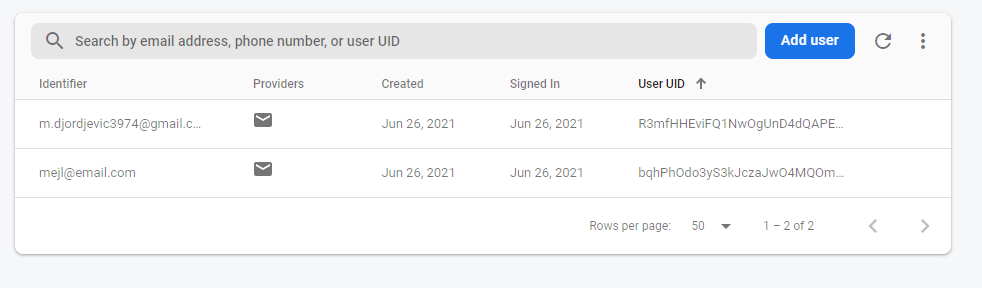 Search by email address, phone number, or user UID Add user
Identifier Providers Created Signed In User UID
m.djordjevic3974@gmail.c... Jun 26, 2021 Jun 26, 2021 R3mfHHEviFQ1NwOgUnD4dQAPE...
mejl@email.com Jun 26, 2021 Jun 26, 2021 bqhPhOdo3yS3kJczaJwO4MQOm...
Rows per page: 50 1 – 2 of 2